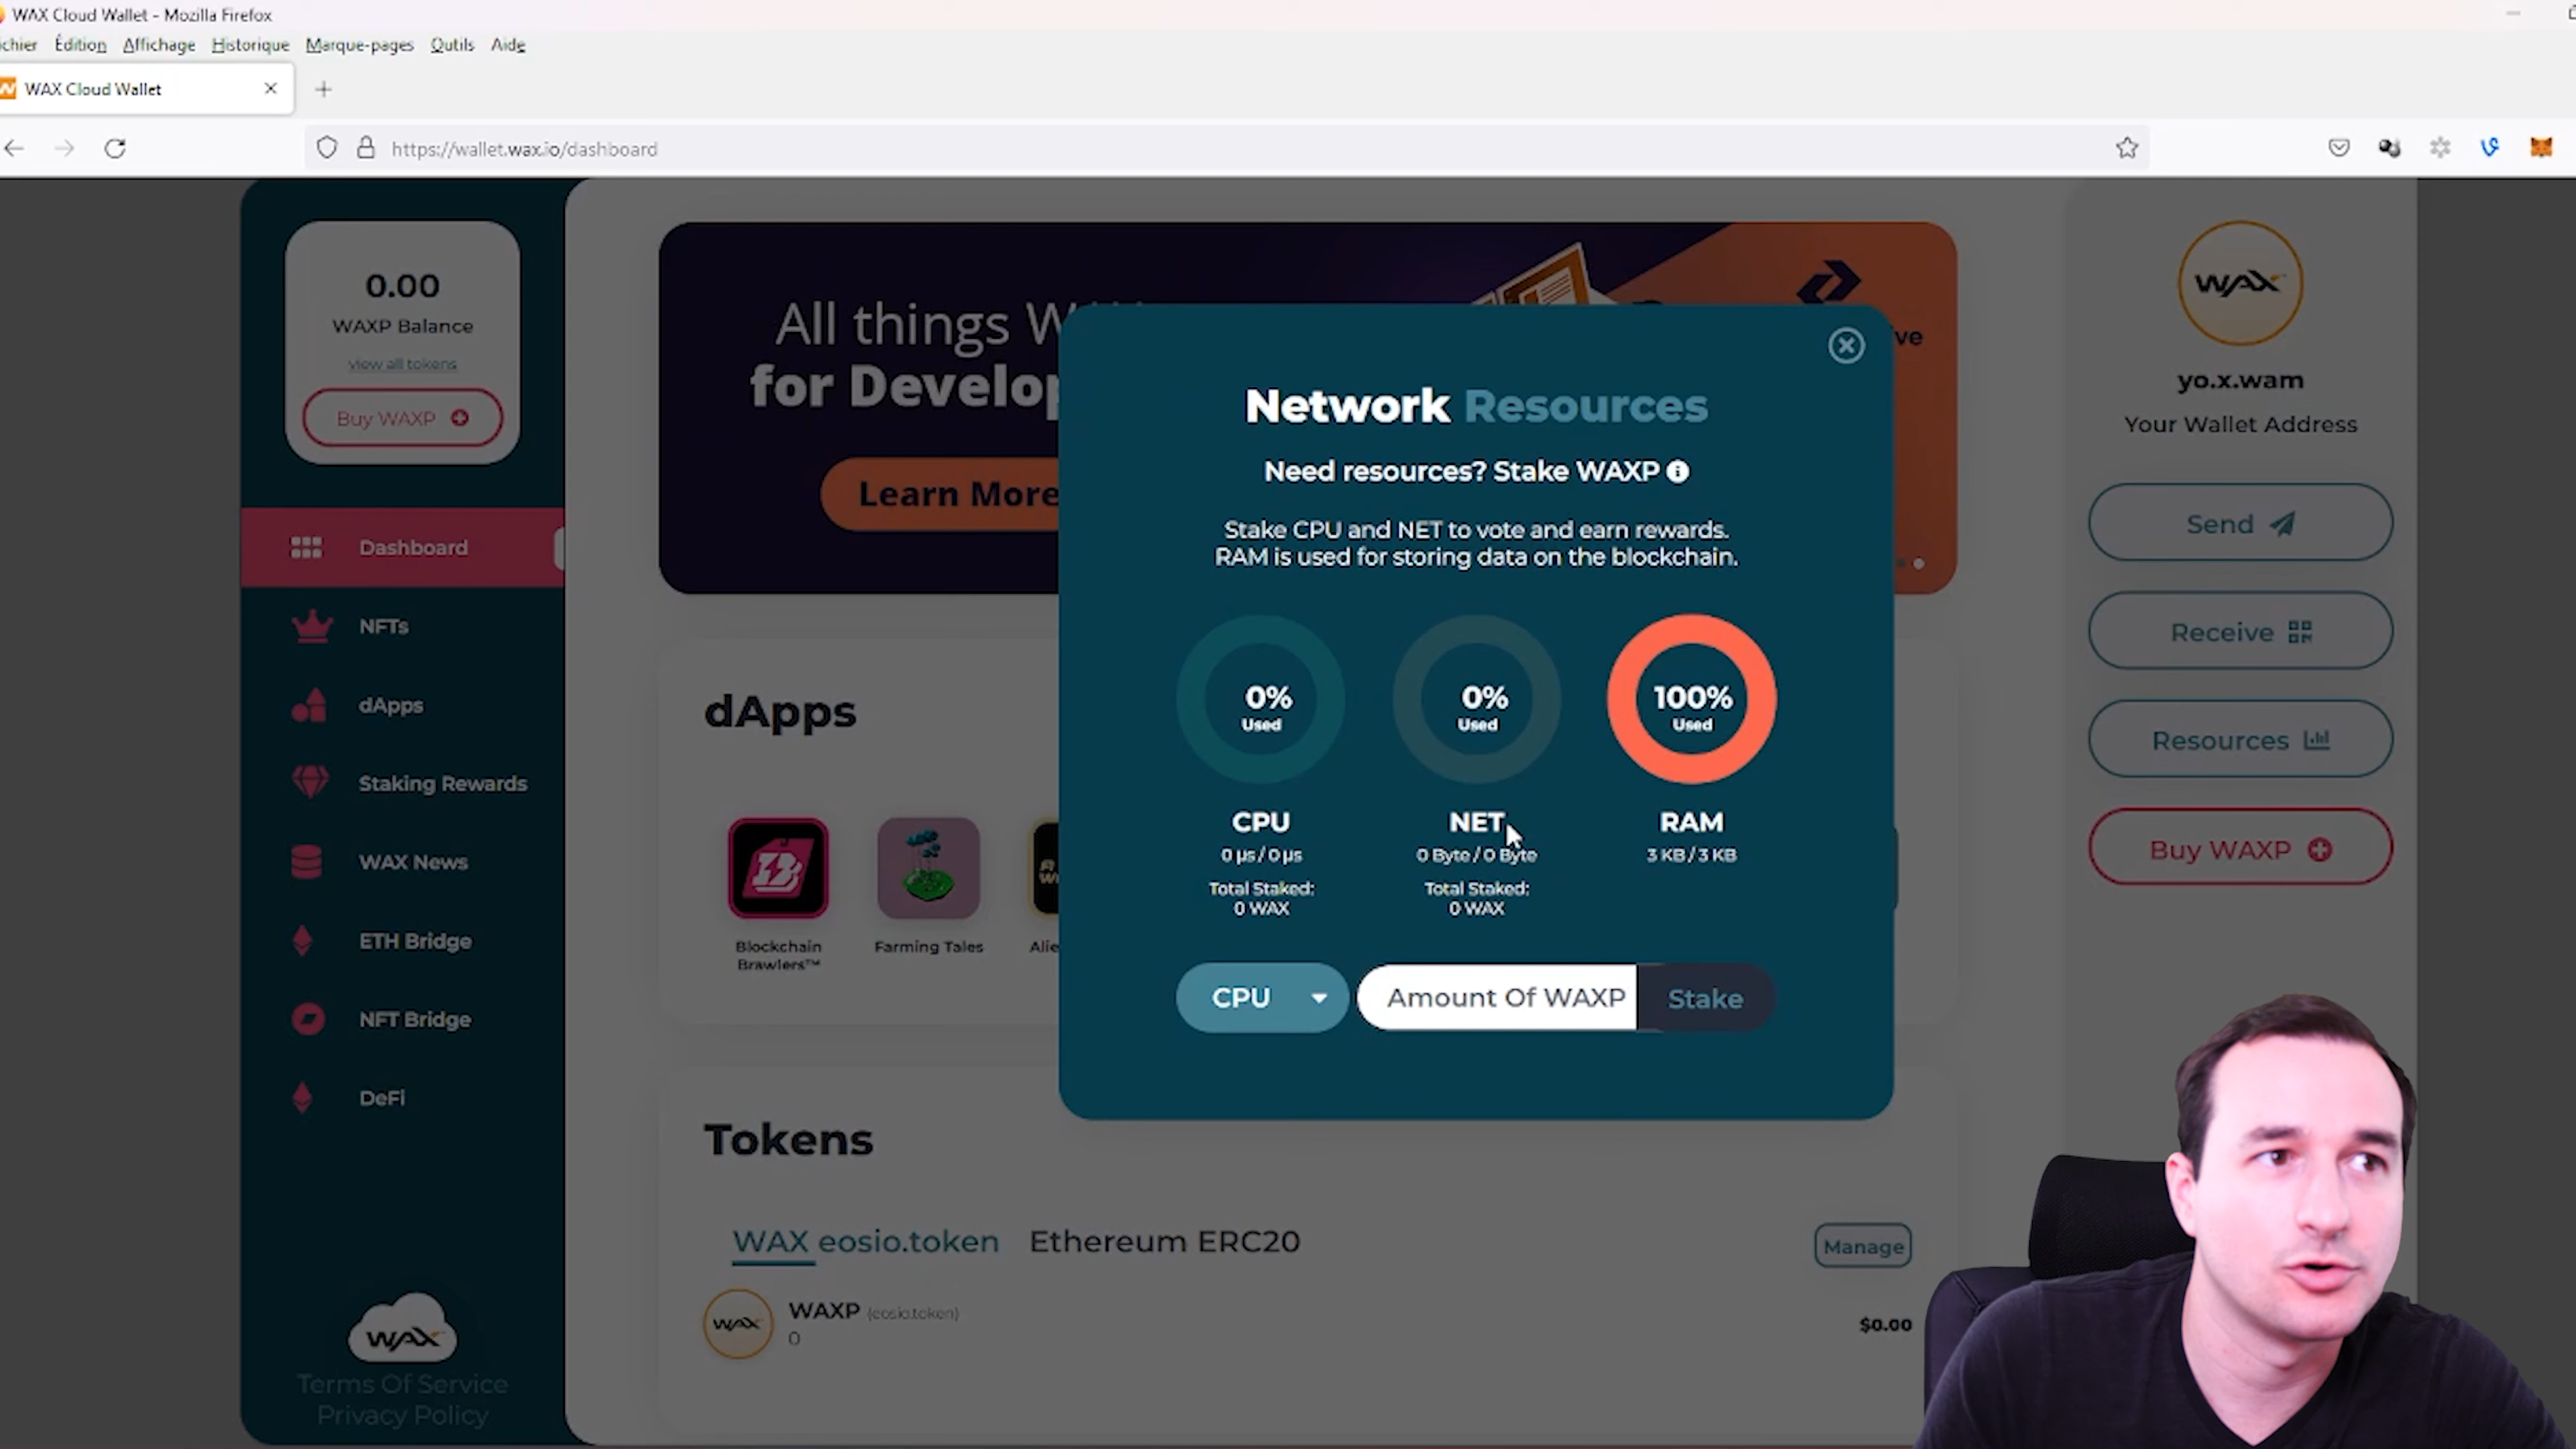 WAX Cloud Wallet - Mozilla Firefox
chier Édition Affichage Historique Marque-pages Outils Aide
WAX Cloud Wallet
https://wallet.wax.io/dashboard
0.00
WAXP Balance
view all tokens
Buy WAXP
Dashboard
NFTs
dApps
Staking Rewards
WAX News
ETH Bridge
NFT Bridge
DeFi
WAX
Terms Of Service
Privacy Policy
All things W
for Develop
Learn More
ve
dApps
Blockchain
Brawlers™
Farming Tales
Alie
Tokens
WAX eosio.token Ethereum ERC20
Manage
WAX
WAXP (eosio.token)
0
$0.00
Network Resources
Need resources? Stake WAXP
Stake CPU and NET to vote and earn rewards.
RAM is used for storing data on the blockchain.
0% Used
0% Used
100% Used
CPU
0 µs / 0 µs
Total Staked:
0 WAX
NET
0 Byte / 0 Byte
Total Staked:
0 WAX
RAM
3 KB / 3 KB
CPU
Amount Of WAXP
Stake
WAX
yo.x.wam
Your Wallet Address
Send
Receive
Resources
Buy WAXP